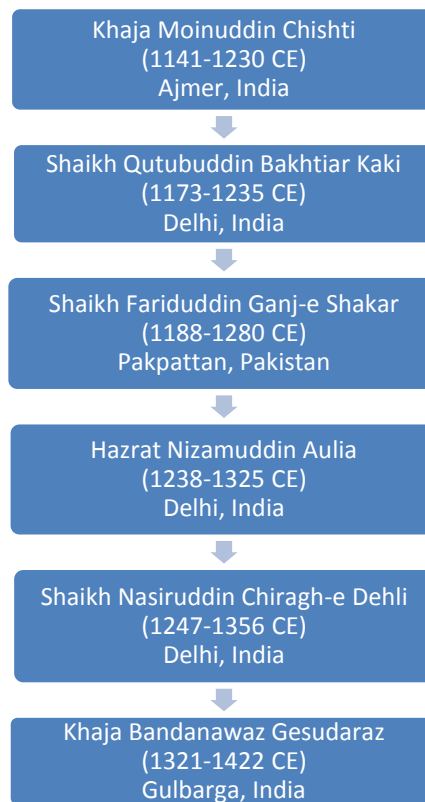 Khaja Moinuddin Chishti
(1141-1230 CE)
Ajmer, India
Shaikh Qutubuddin Bakhtiar Kaki
(1173-1235 CE)
Delhi, India
Shaikh Fariduddin Ganj-e Shakar
(1188-1280 CE)
Pakpattan, Pakistan
Hazrat Nizamuddin Aulia
(1238-1325 CE)
Delhi, India
Shaikh Nasiruddin Chiragh-e Dehli
(1247-1356 CE)
Delhi, India
Khaja Bandanawaz Gesudaraz
(1321-1422 CE)
Gulbarga, India